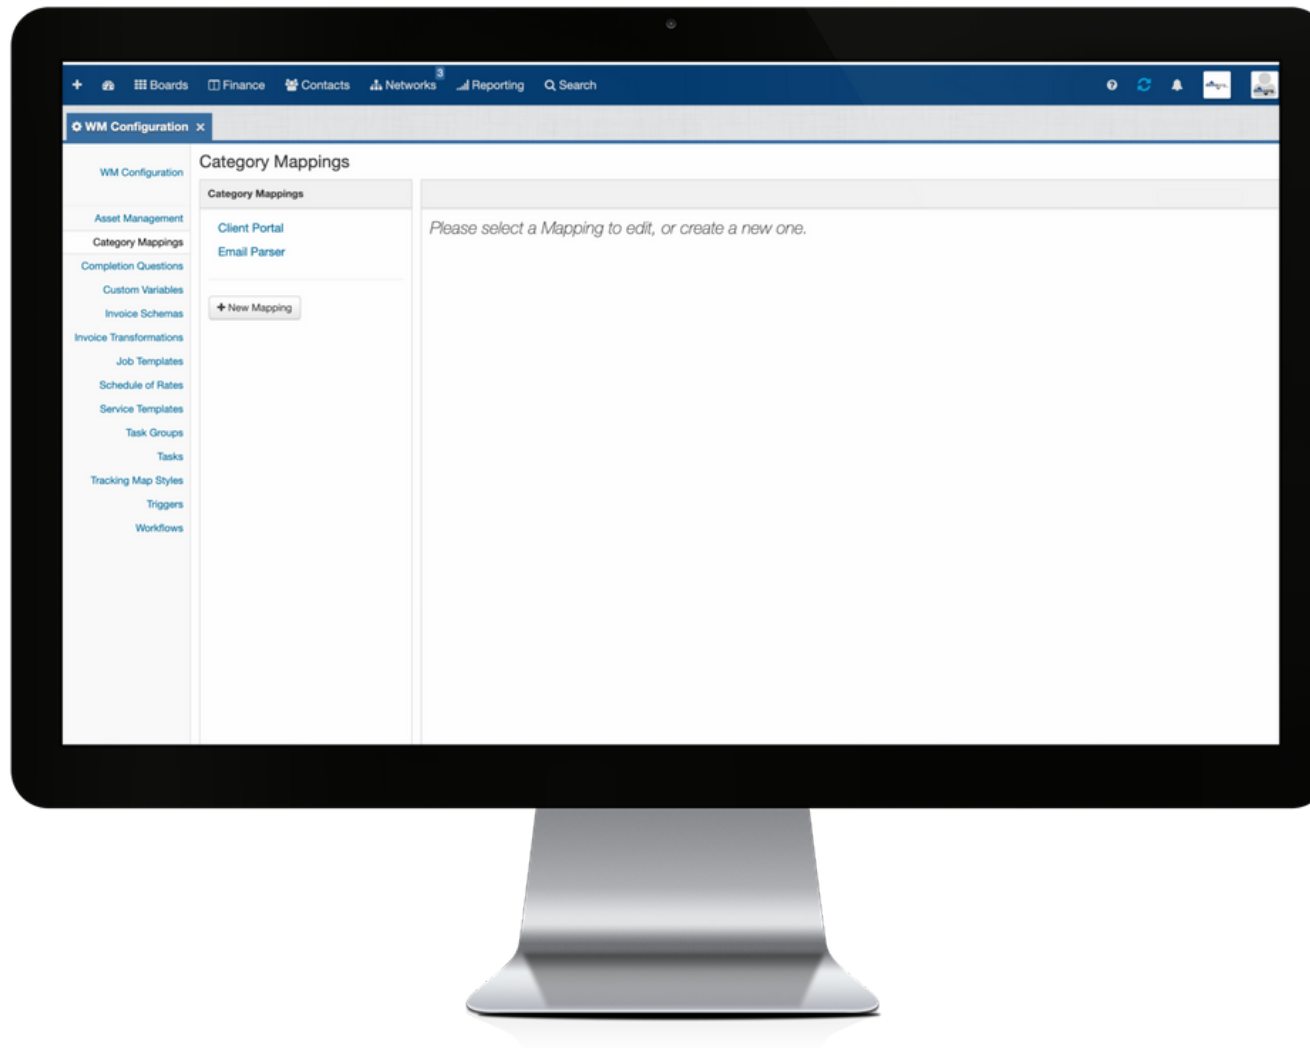 Boards Finance Contacts Networks 3 Reporting Search
WM Configuration ×
WM Configuration
Asset Management
Category Mappings
Completion Questions
Custom Variables
Invoice Schemas
Invoice Transformations
Job Templates
Schedule of Rates
Service Templates
Task Groups
Tasks
Tracking Map Styles
Triggers
Workflows
Category Mappings
Category Mappings
Client Portal
Email Parser
+ New Mapping
Please select a Mapping to edit, or create a new one.